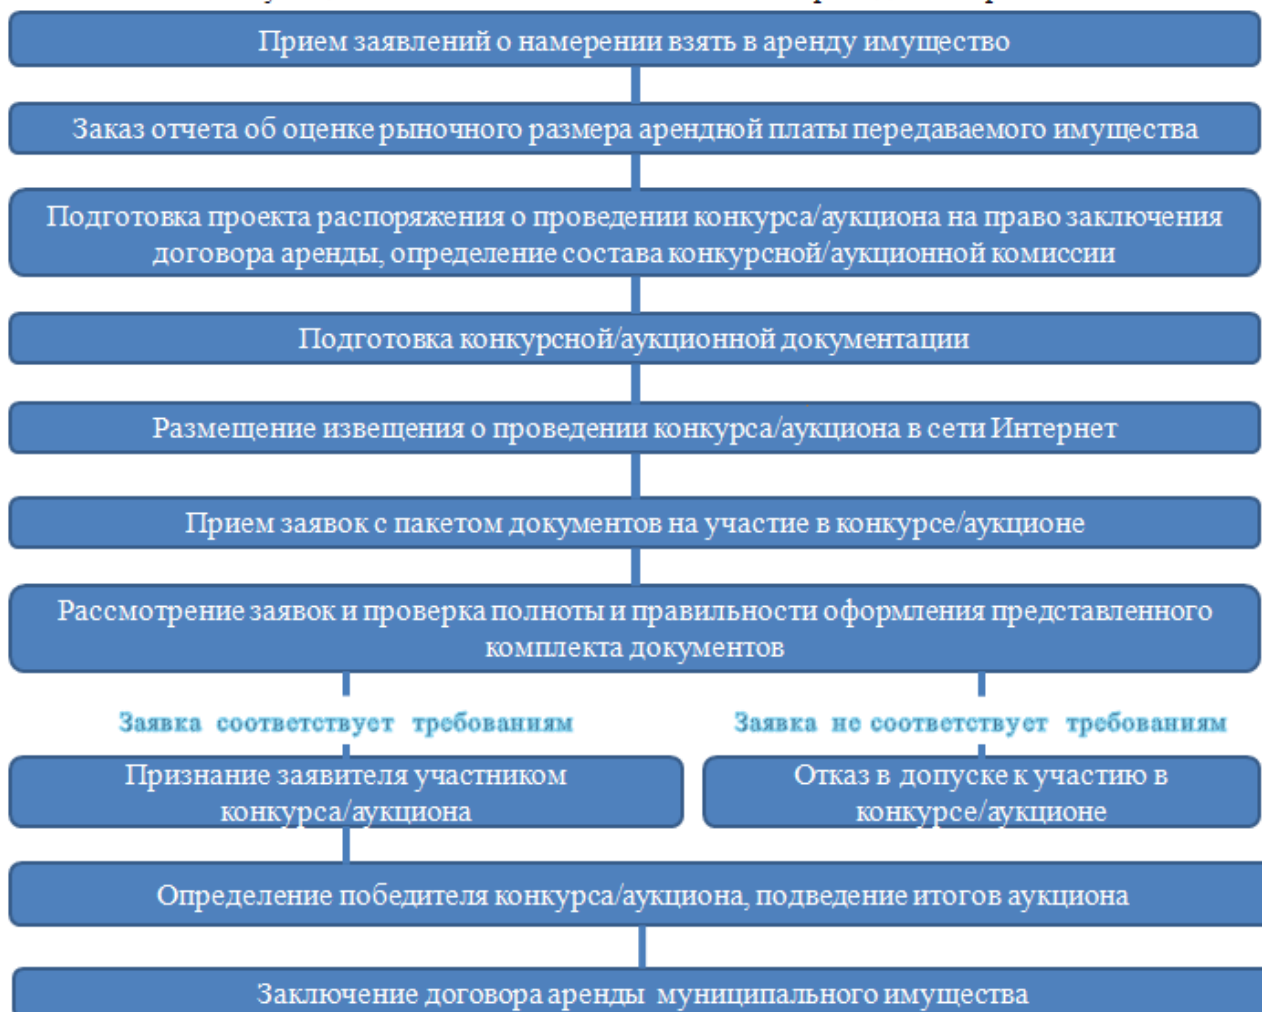 Прием заявлений о намерении взять в аренду имущество
Заказ отчета об оценке рыночного размера арендной платы передаваемого имущества
Подготовка проекта распоряжения о проведении конкурса/аукциона на право заключения
договора аренды, определение состава конкурсной/аукционной комиссии
Подготовка конкурсной/аукционной документации
Размещение извещения о проведении конкурса/аукциона в сети Интернет
Прием заявок с пакетом документов на участие в конкурсе/аукционе
Рассмотрение заявок и проверка полноты и правильности оформления представленного
комплекта документов
Заявка соответствует требованиям
Заявка не соответствует требованиям
Признание заявителя участником
конкурса/аукциона
Отказ в допуске к участию в
конкурсе/аукционе
Определение победителя конкурса/аукциона, подведение итогов аукциона
Заключение договора аренды муниципального имущества